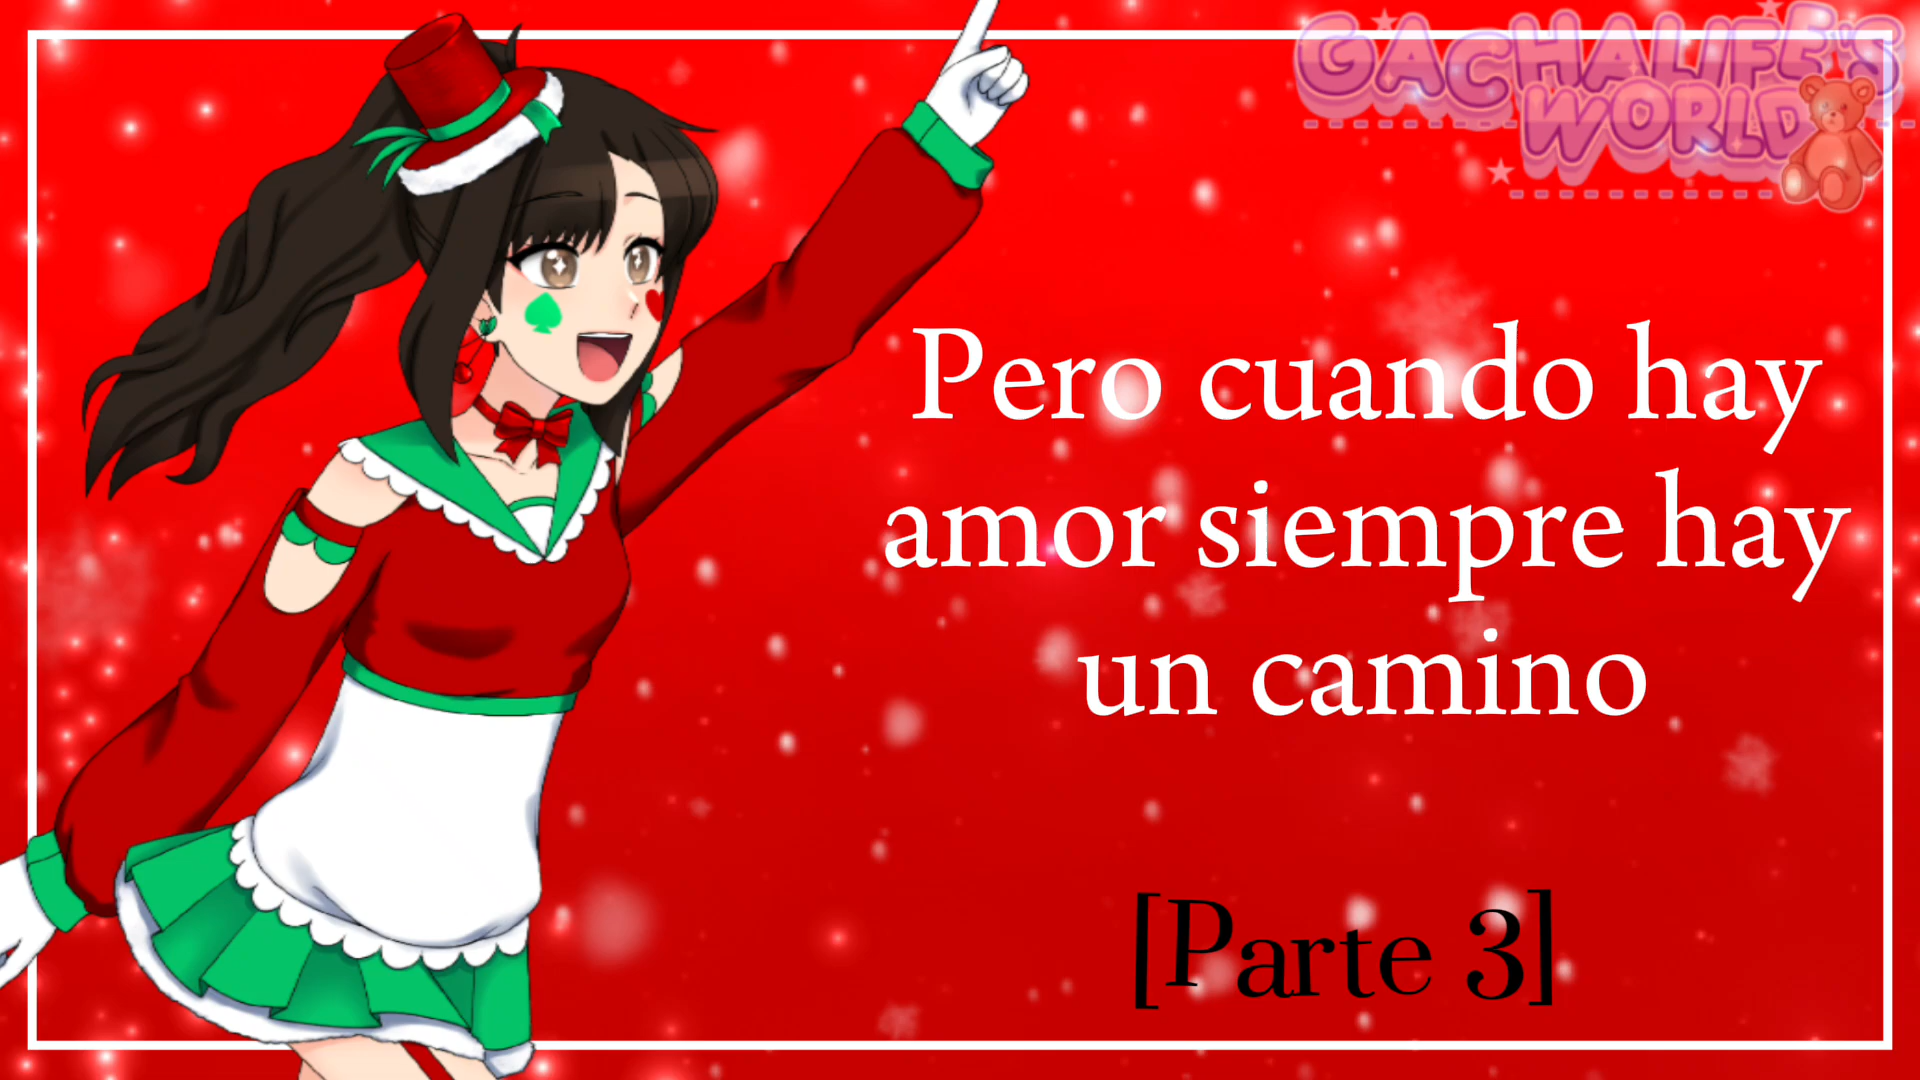 GACHALIFE'S
WORLD
Pero cuando hay
amor siempre hay
un camino
[Parte 3]